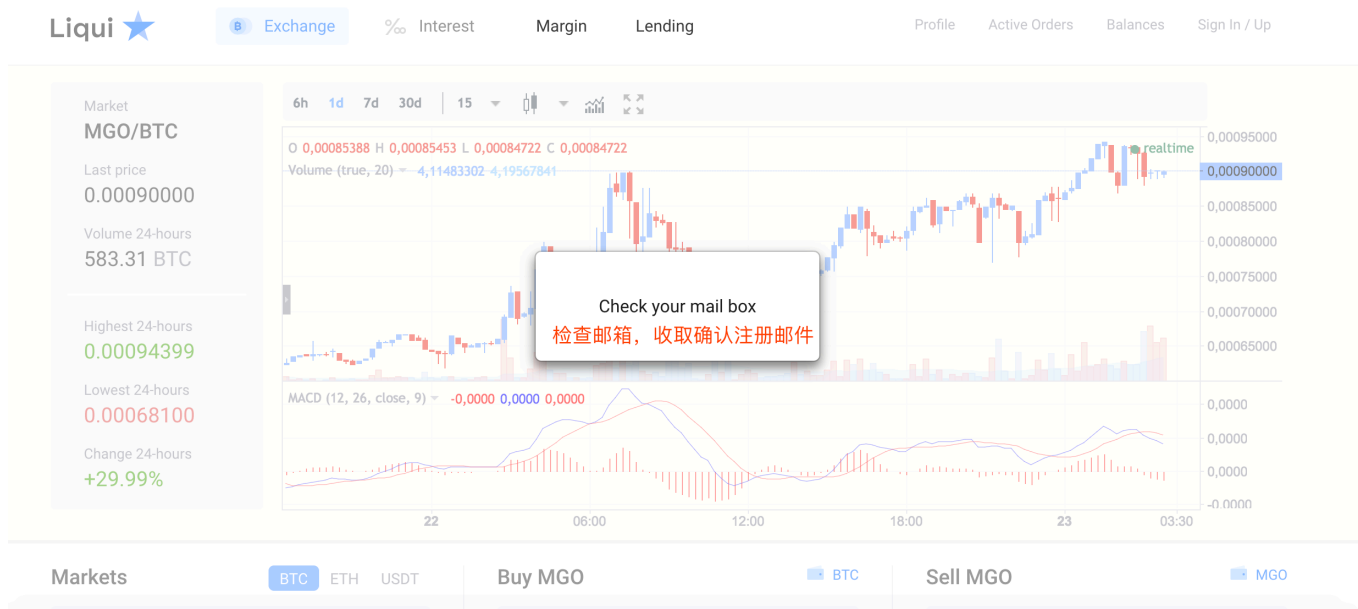 Liqui
Exchange
Interest
Margin
Lending
Profile
Active Orders
Balances
Sign In / Up
Market
MGO/BTC
Last price
0.00090000
Volume 24-hours
583.31 BTC
Highest 24-hours
0.00094399
Lowest 24-hours
0.00068100
Change 24-hours
+29.99%
6h 1d 7d 30d 15
O 0,00085388 H 0,00085453 L 0,00084722 C 0,00084722
Volume (true, 20) 4,11483302 4,19567841
realtime
0,00095000
0,00090000
0,00085000
0,00080000
0,00075000
0,00070000
0,00065000
Check your mail box
检查邮箱，收取确认注册邮件
MACD (12, 26, close, 9) -0,0000 0,0000 0,0000
0,0000
0,0000
0,0000
-0.0000
22 06:00 12:00 18:00 23 03:30
Markets
BTC ETH USDT
Buy MGO
BTC
Sell MGO
MGO